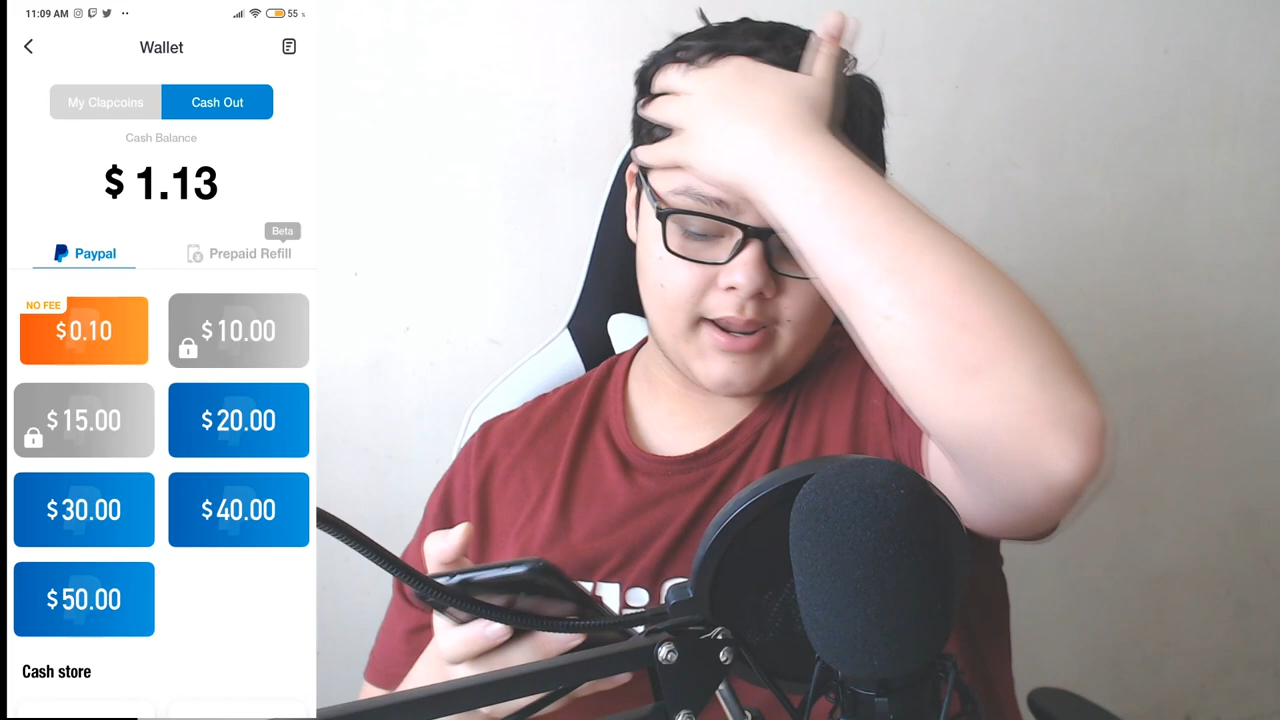 11:09 AM
55
Wallet
My Clapcoins
Cash Out
Cash Balance
$ 1.13
Beta
Paypal
Prepaid Refill
NO FEE
$0.10
$10.00
$15.00
$20.00
$30.00
$40.00
$50.00
Cash store